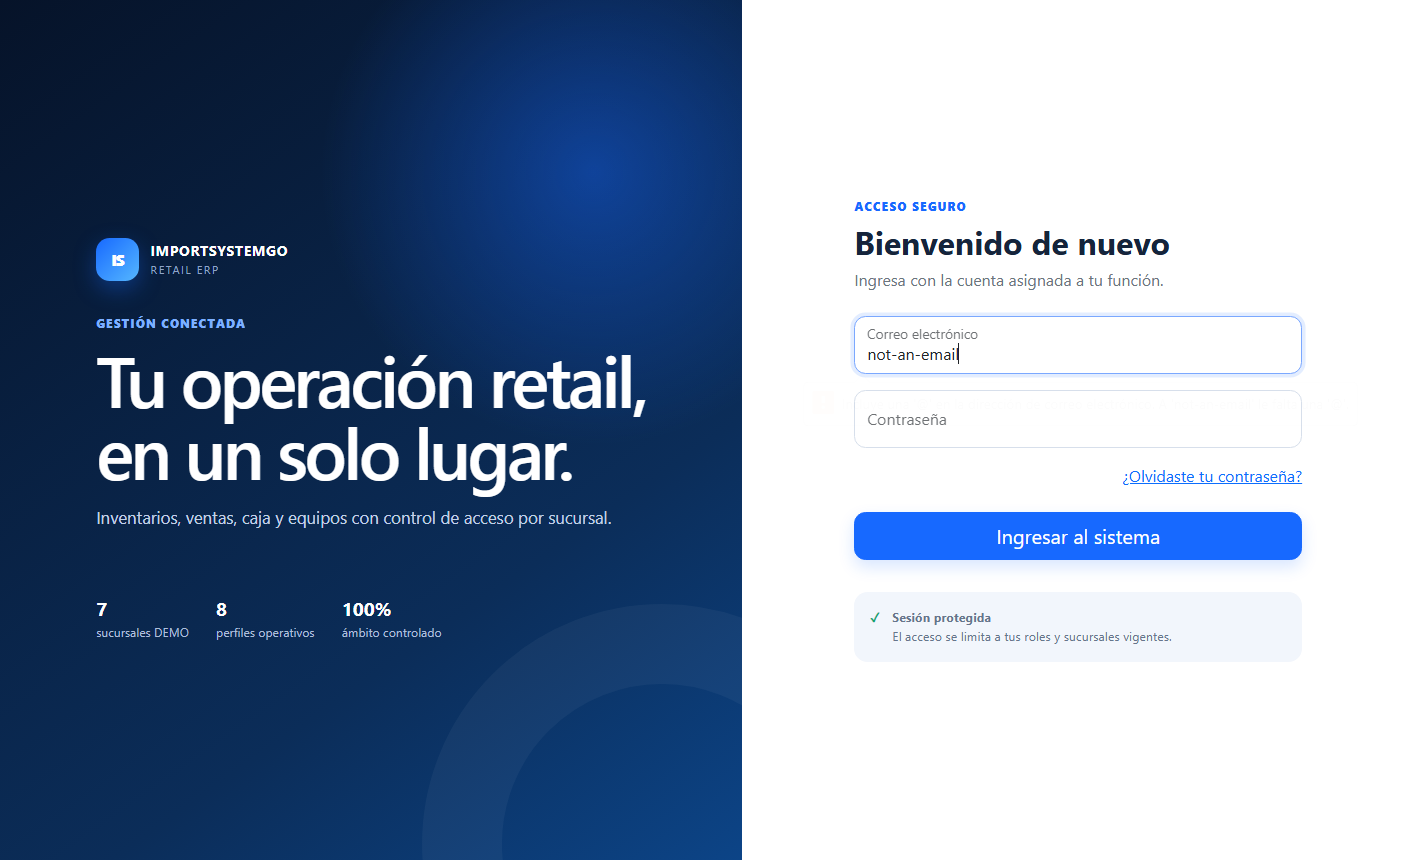 IS
IMPORTSYSTEMGO
RETAIL ERP
GESTIÓN CONECTADA
Tu operación retail,
en un solo lugar.
Inventarios, ventas, caja y equipos con control de acceso por sucursal.
7
sucursales DEMO
8
perfiles operativos
100%
ámbito controlado
ACCESO SEGURO
Bienvenido de nuevo
Ingresa con la cuenta asignada a tu función.
Correo electrónico
not-an-email
Contraseña
¿Olvidaste tu contraseña?
Ingresar al sistema
✓ Sesión protegida
El acceso se limita a tus roles y sucursales vigentes.